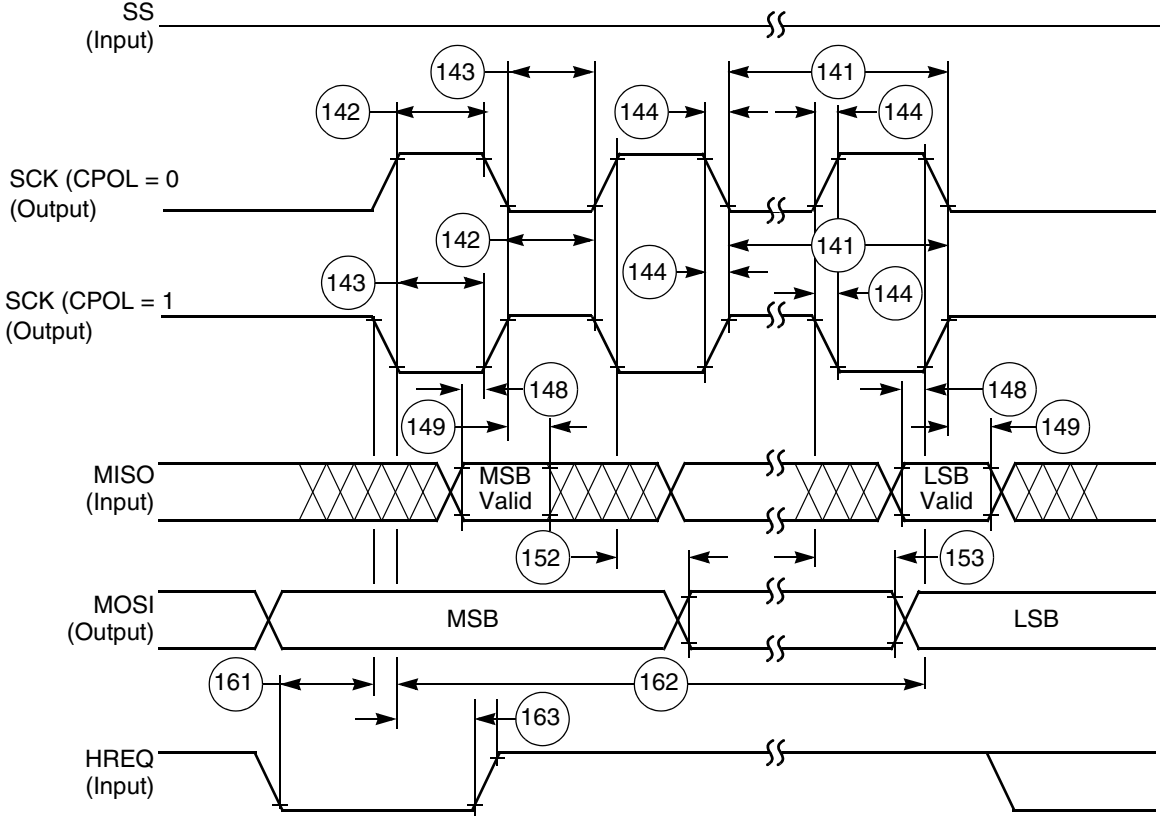 SS
(Input)
143
141
142
144
144
SCK (CPOL = 0
(Output)
142
141
143
144
144
SCK (CPOL = 1
(Output)
148
148
149
149
MISO
(Input)
MSB
Valid
LSB
Valid
152
153
MOSI
(Output)
MSB
LSB
161
162
163
HREQ
(Input)